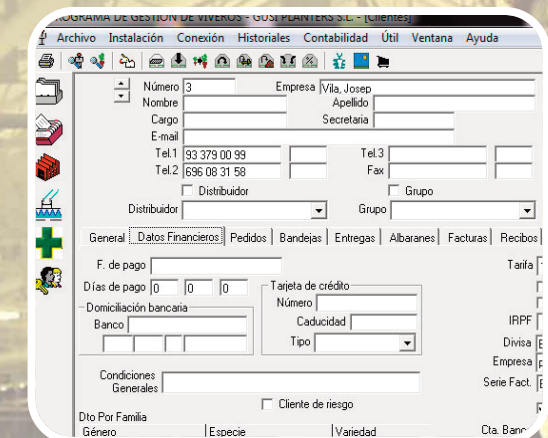 PROGRAMA DE GESTION DE VIVEROS - GUSI PLANTERS S.L. - [Clientes]
Archivo Instalación Conexión Historiales Contabilidad Útil Ventana Ayuda
Número 3 Empresa Vila, Josep
Nombre Apellido
Cargo Secretaria
E-mail
Tel.1 93 379 00 99 Tel.3
Tel.2 696 08 31 58 Fax
Distribuidor Grupo
Distribuidor Grupo
General Datos Financieros Pedidos Bandejas Entregas Albaranes Facturas Recibos
F. de pago Tarifa
Días de pago 0 0 0 Tarjeta de crédito
Número
Domiciliación bancaria
Banco Caducidad IRPF
Tipo Divisa
Empresa
Condiciones Generales Serie Fact.
Cliente de riesgo
Dto Por Familia
Género Especie Variedad Cta. Banc